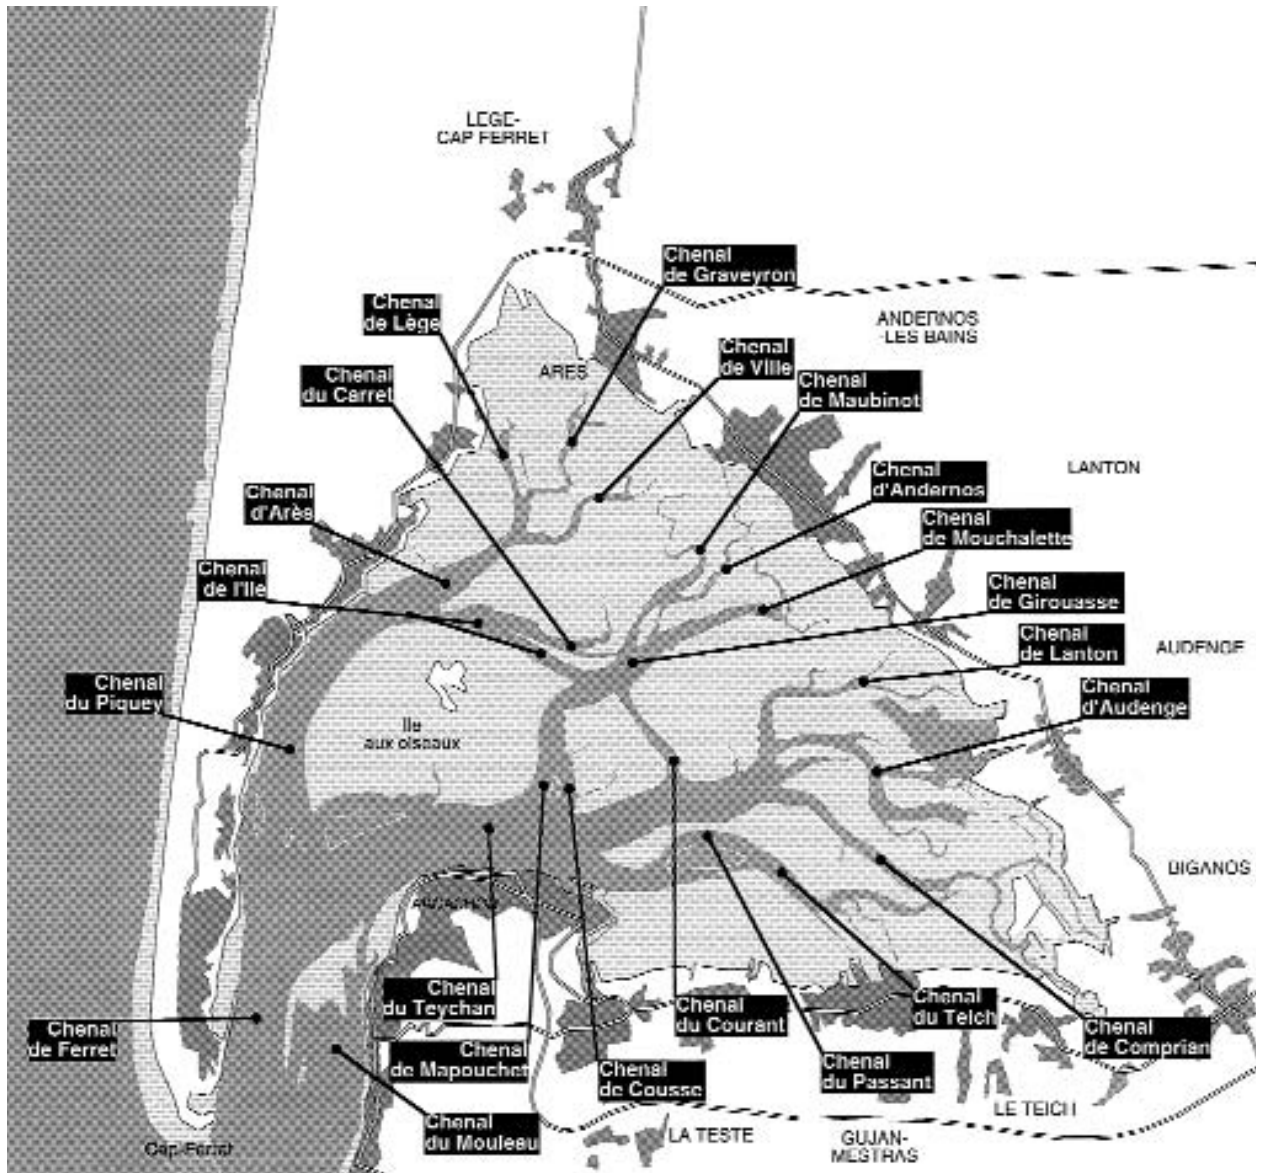 LEGE-
CAP FERRET
Chenal
de Graveyron
Chenal
de Lège
ANDERNOS
-LES BAINS
Chenal
de Ville
ARES
Chenal
du Carret
Chenal
de Maubinot
LANTON
Chenal
d'Andernos
Chenal
d'Arès
Chenal
de Mouchalette
Chenal
de l'Ile
Chenal
de Girouasse
Chenal
de Lanton
AUDENGE
Chenal
du Piquey
Chenal
d'Audenge
Ile
aux oiseaux
BIGANOS
ARCACHON
Chenal
du Teychan
Chenal
du Courant
Chenal
du Teich
Chenal
de Ferret
Chenal
de Comprian
Chenal
de Mapouchet
Chenal
de Cousse
Chenal
du Passant
LE TEICH
Chenal
du Mouleau
LA TESTE
GUJAN-
MESTRAS
Cap-Ferret